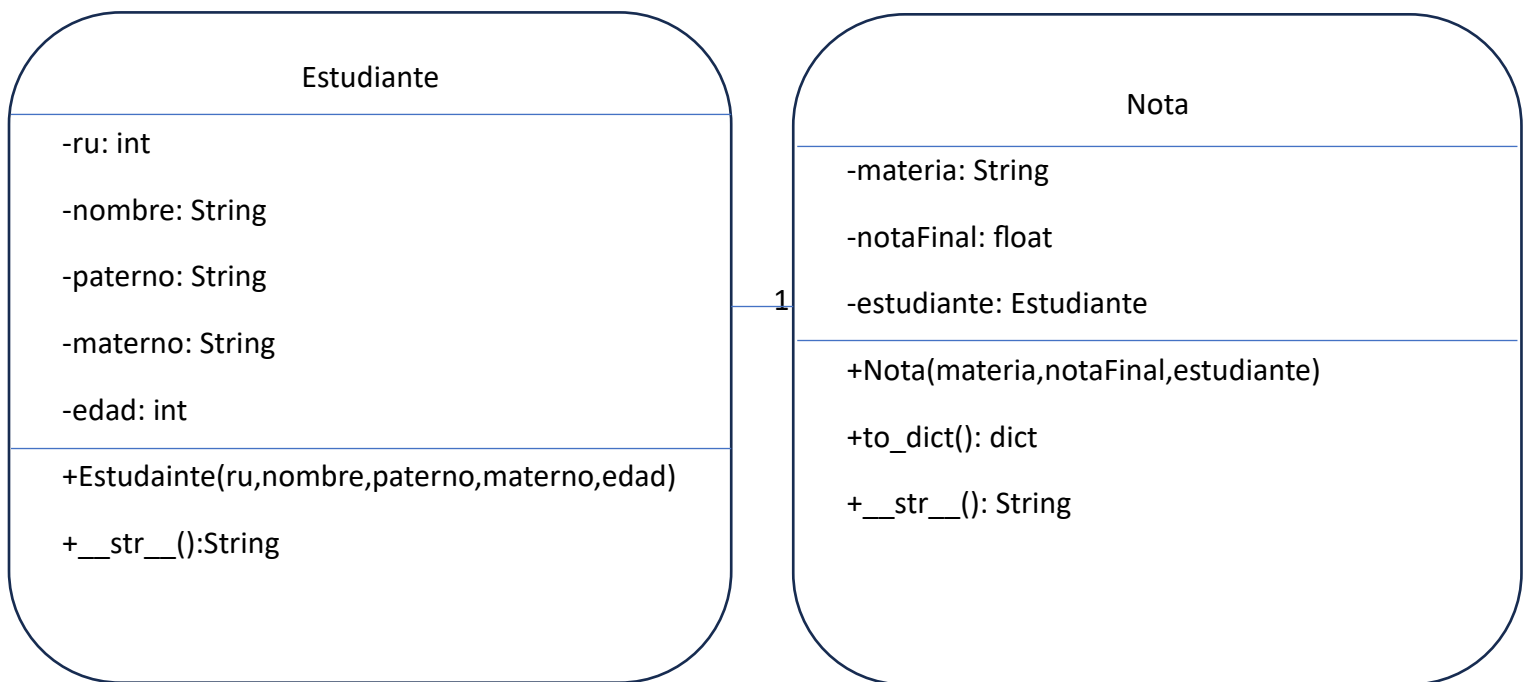 Estudiante
-ru: int
-nombre: String
-paterno: String
-materno: String
-edad: int
+Estudainte(ru,nombre,paterno,materno,edad)
+__str__():String
1
Nota
-materia: String
-notaFinal: float
-estudiante: Estudiante
+Nota(materia,notaFinal,estudiante)
+to_dict(): dict
+__str__(): String